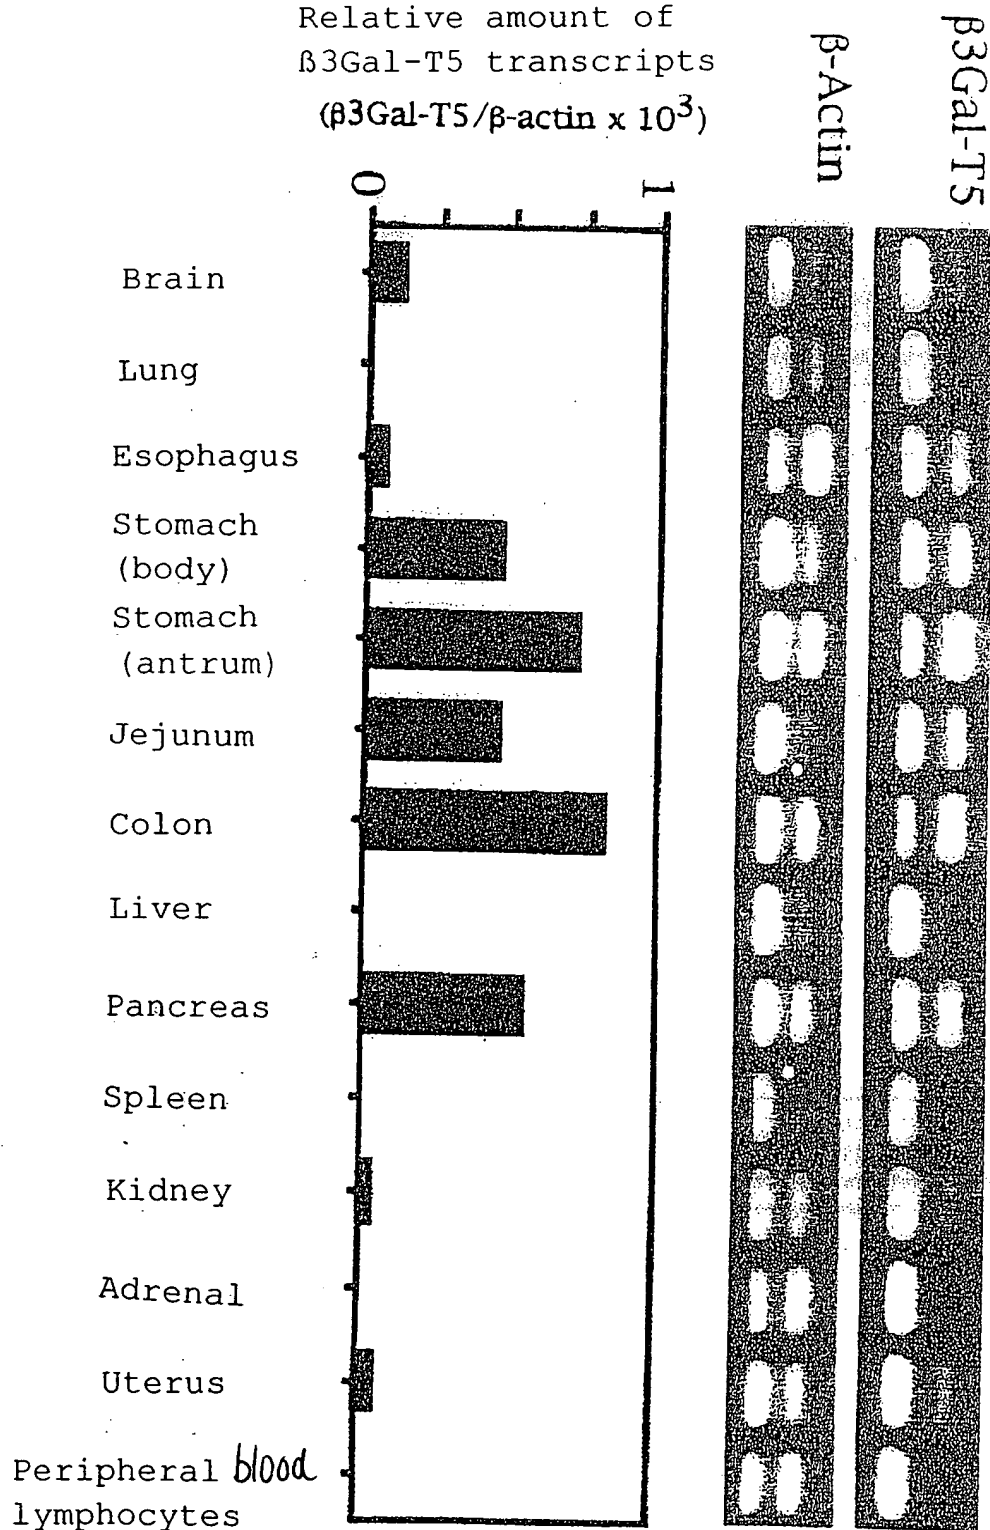 Relative amount of
ß3Gal-T5 transcripts
(β3Gal-T5/β-actin x 10³)
β-Actin
β3Gal-T5
0
1
Brain
Lung
Esophagus
Stomach
(body)
Stomach
(antrum)
Jejunum
Colon
Liver
Pancreas
Spleen
Kidney
Adrenal
Uterus
Peripheral blood
lymphocytes